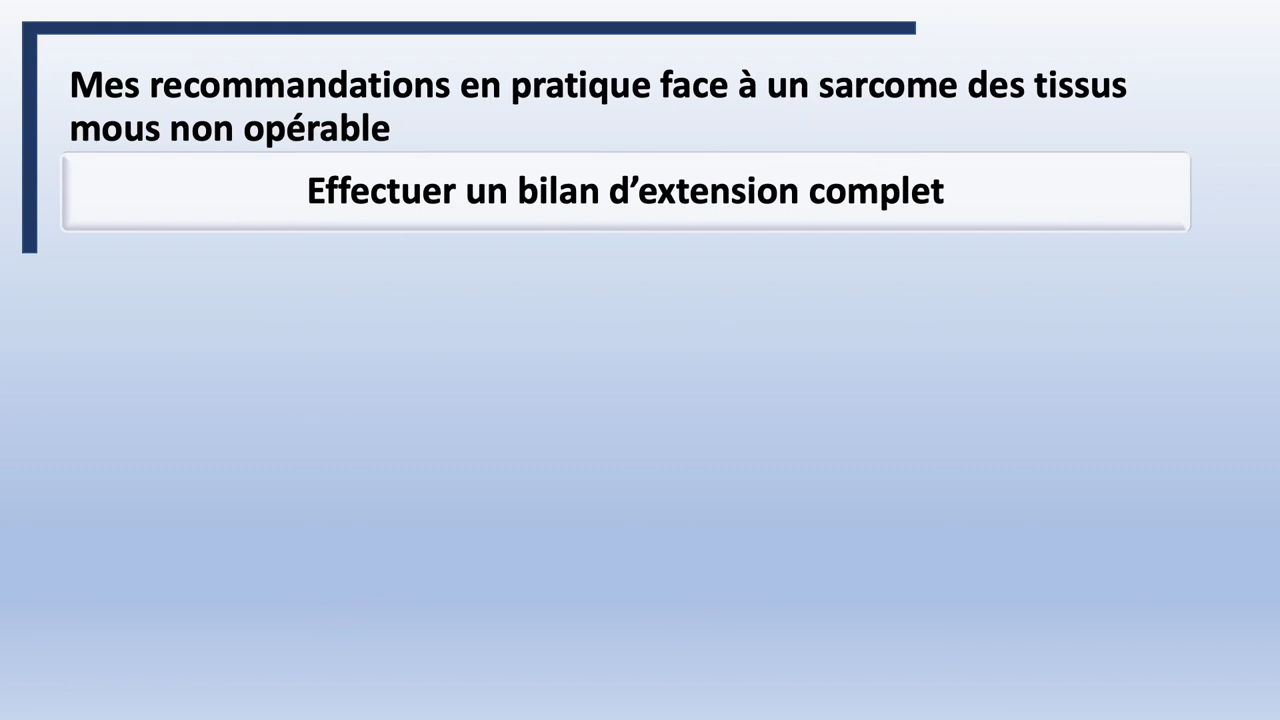 Mes recommandations en pratique face à un sarcome des tissus
mous non opérable
Effectuer un bilan d’extension complet